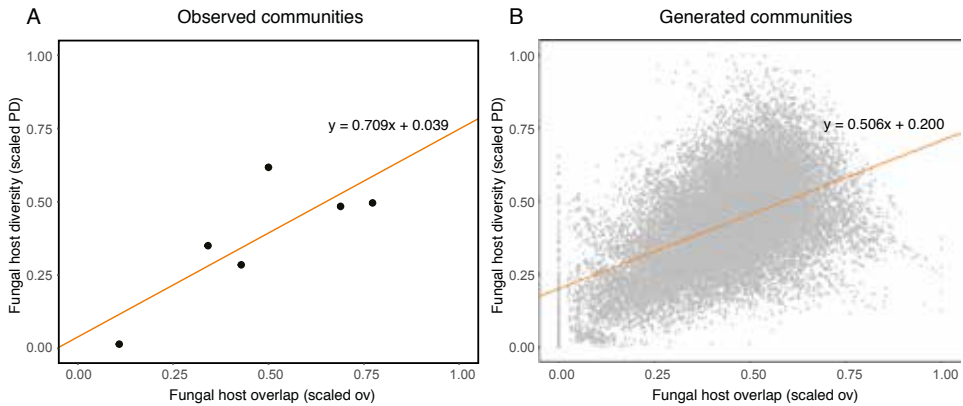 A
Observed communities
Fungal host diversity (scaled PD)
1.00
0.75
0.50
0.25
0.00
y = 0.709x + 0.039
0.00 0.25 0.50 0.75 1.00
Fungal host overlap (scaled ov)
B
Generated communities
Fungal host diversity (scaled PD)
1.00
0.75
0.50
0.25
0.00
y = 0.506x + 0.200
0.00 0.25 0.50 0.75 1.00
Fungal host overlap (scaled ov)